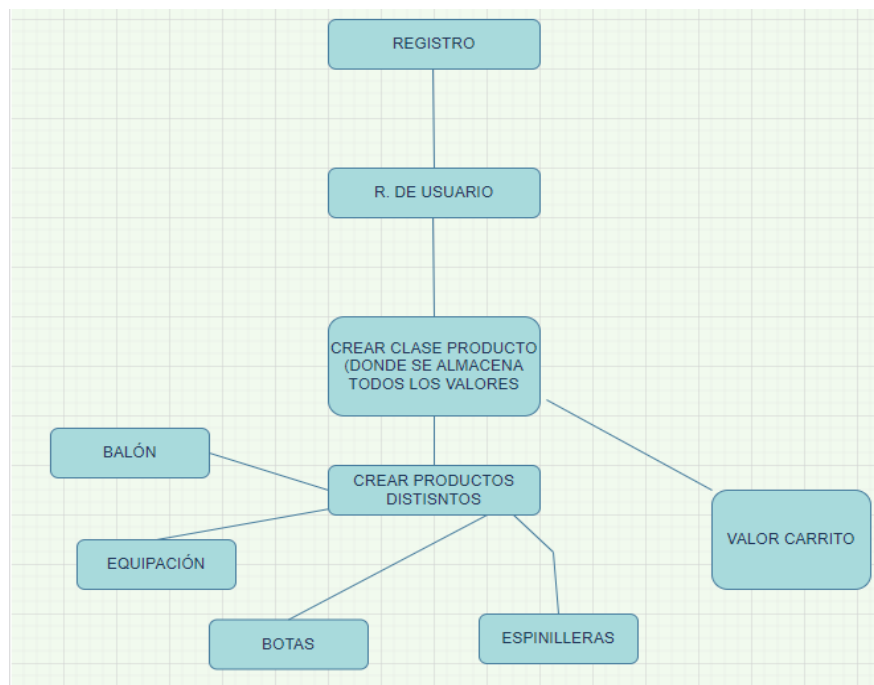 REGISTRO
R. DE USUARIO
CREAR CLASE PRODUCTO
(DONDE SE ALMACENA
TODOS LOS VALORES
BALÓN
CREAR PRODUCTOS
DISTISNTOS
VALOR CARRITO
EQUIPACIÓN
BOTAS
ESPINILLERAS